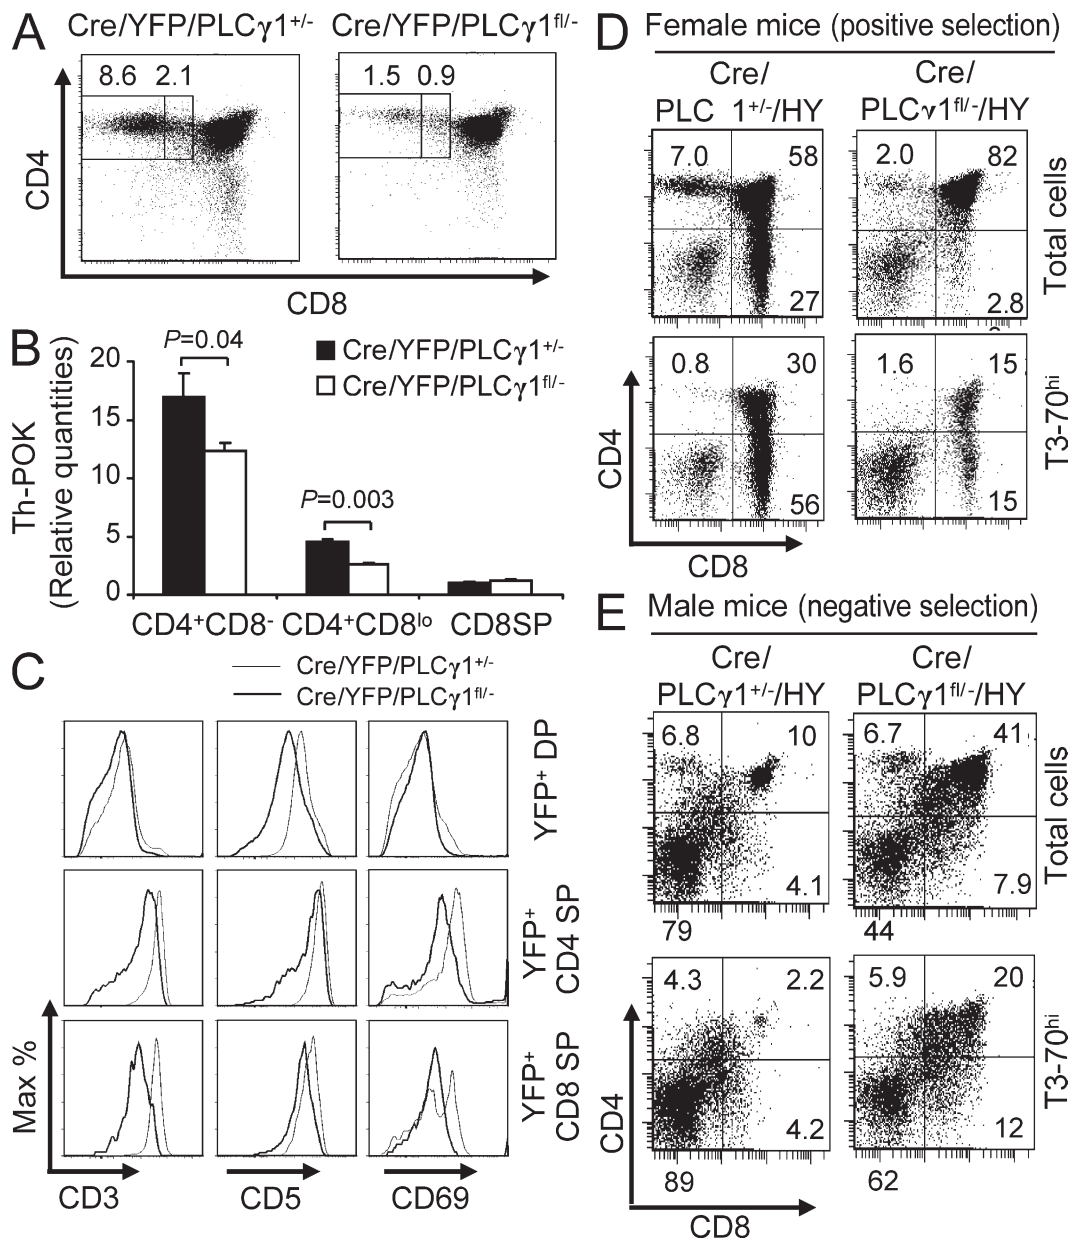 A
Cre/YFP/PLCγ1+/-
Cre/YFP/PLCγ1fl/-
8.6 2.1
1.5 0.9
CD4
CD8
B
P=0.04
Cre/YFP/PLCγ1+/-
Cre/YFP/PLCγ1fl/-
Th-POK
(Relative quantities)
20
15
10
5
0
P=0.003
CD4+CD8-
CD4+CD8lo
CD8SP
C
Cre/YFP/PLCγ1+/-
Cre/YFP/PLCγ1fl/-
YFP+ DP
YFP+
CD4 SP
YFP+
CD8 SP
Max %
CD3
CD5
CD69
D
Female mice (positive selection)
Cre/
PLC 1+/-/HY
Cre/
PLCγ1fl/-/HY
7.0 58
27
2.0 82
2.8
Total cells
0.8 30
56
1.6 15
15
T3-70hi
CD4
CD8
E
Male mice (negative selection)
Cre/
PLCγ1+/-/HY
Cre/
PLCγ1fl/-/HY
6.8 10
4.1
79
6.7 41
7.9
44
Total cells
4.3 2.2
4.2
89
5.9 20
12
62
T3-70hi
CD4
CD8